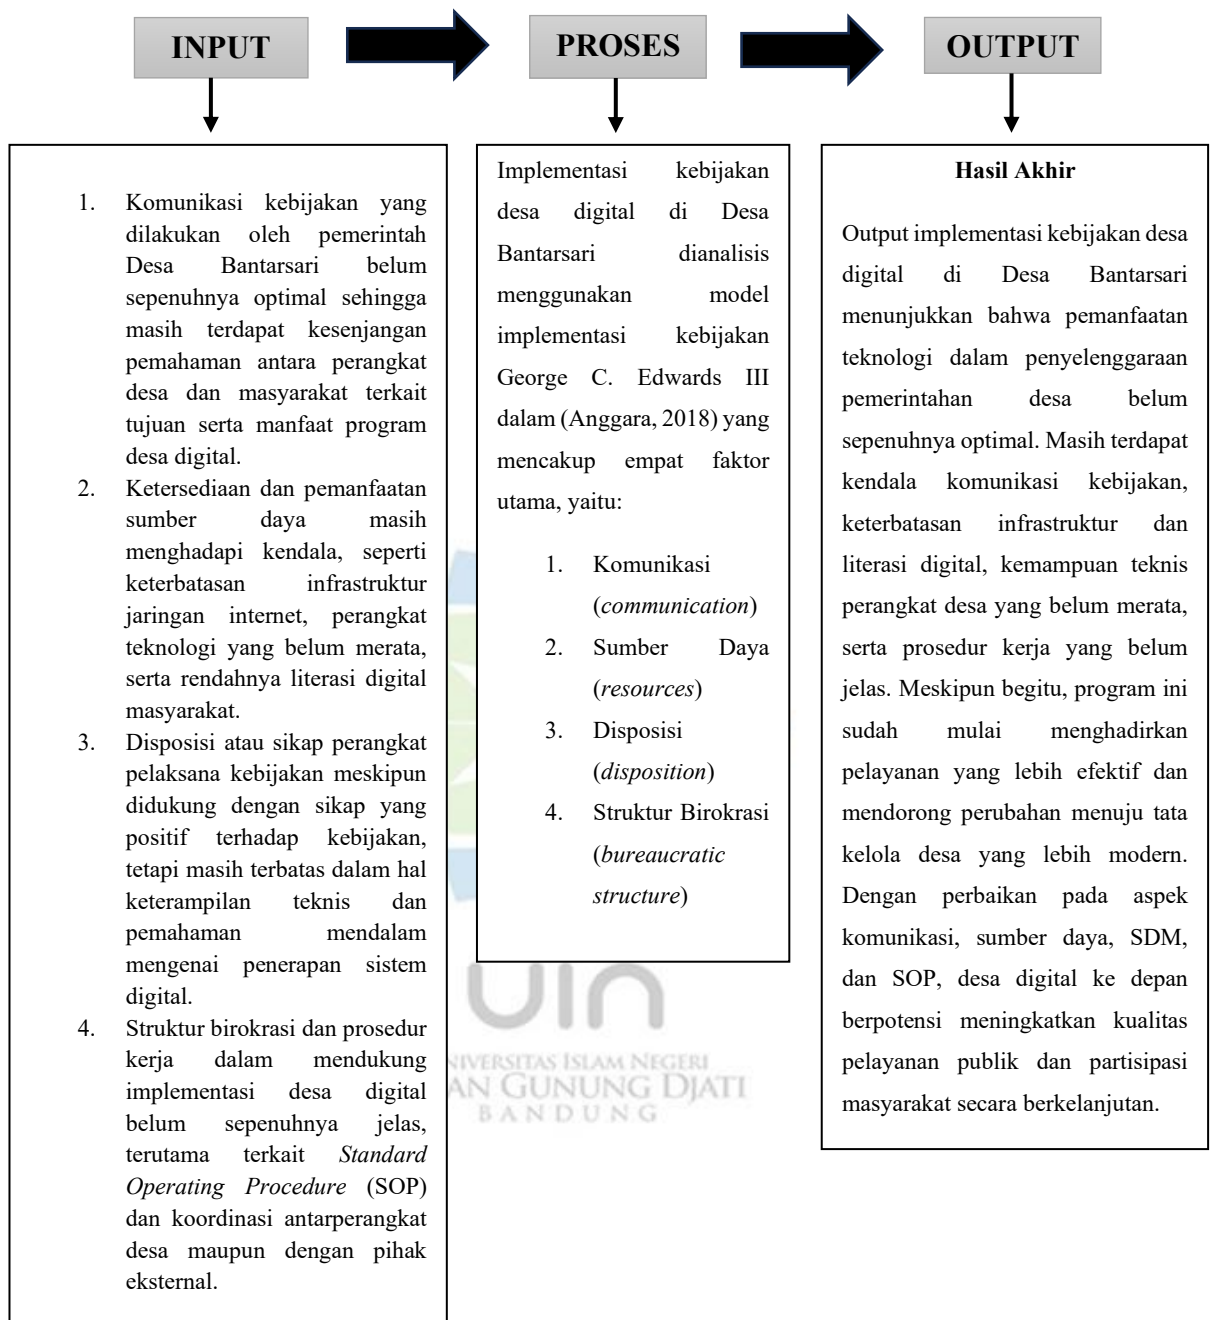 INPUT
PROSES
OUTPUT
1. Komunikasi kebijakan yang
dilakukan oleh pemerintah
Desa Bantarsari belum
sepenuhnya optimal sehingga
masih terdapat kesenjangan
pemahaman antara perangkat
desa dan masyarakat terkait
tujuan serta manfaat program
desa digital.
2. Ketersediaan dan pemanfaatan
sumber daya masih
menghadapi kendala, seperti
keterbatasan infrastruktur
jaringan internet, perangkat
teknologi yang belum merata,
serta rendahnya literasi digital
masyarakat.
3. Disposisi atau sikap perangkat
pelaksana kebijakan meskipun
didukung dengan sikap yang
positif terhadap kebijakan,
tetapi masih terbatas dalam hal
keterampilan teknis dan
pemahaman mendalam
mengenai penerapan sistem
digital.
4. Struktur birokrasi dan prosedur
kerja dalam mendukung
implementasi desa digital
belum sepenuhnya jelas,
terutama terkait Standard
Operating Procedure (SOP)
dan koordinasi antarperangkat
desa maupun dengan pihak
eksternal.
Implementasi kebijakan
desa digital di Desa
Bantarsari dianalisis
menggunakan model
implementasi kebijakan
George C. Edwards III
dalam (Anggara, 2018) yang
mencakup empat faktor
utama, yaitu:
1. Komunikasi
(communication)
2. Sumber Daya
(resources)
3. Disposisi
(disposition)
4. Struktur Birokrasi
(bureaucratic
structure)
Hasil Akhir
Output implementasi kebijakan desa
digital di Desa Bantarsari
menunjukkan bahwa pemanfaatan
teknologi dalam penyelenggaraan
pemerintahan desa belum
sepenuhnya optimal. Masih terdapat
kendala komunikasi kebijakan,
keterbatasan infrastruktur dan
literasi digital, kemampuan teknis
perangkat desa yang belum merata,
serta prosedur kerja yang belum
jelas. Meskipun begitu, program ini
sudah mulai menghadirkan
pelayanan yang lebih efektif dan
mendorong perubahan menuju tata
kelola desa yang lebih modern.
Dengan perbaikan pada aspek
komunikasi, sumber daya, SDM,
dan SOP, desa digital ke depan
berpotensi meningkatkan kualitas
pelayanan publik dan partisipasi
masyarakat secara berkelanjutan.
uin
NIVERSITAS ISLAM NEGERI
AN GUNUNG DJATI
BANDUNG